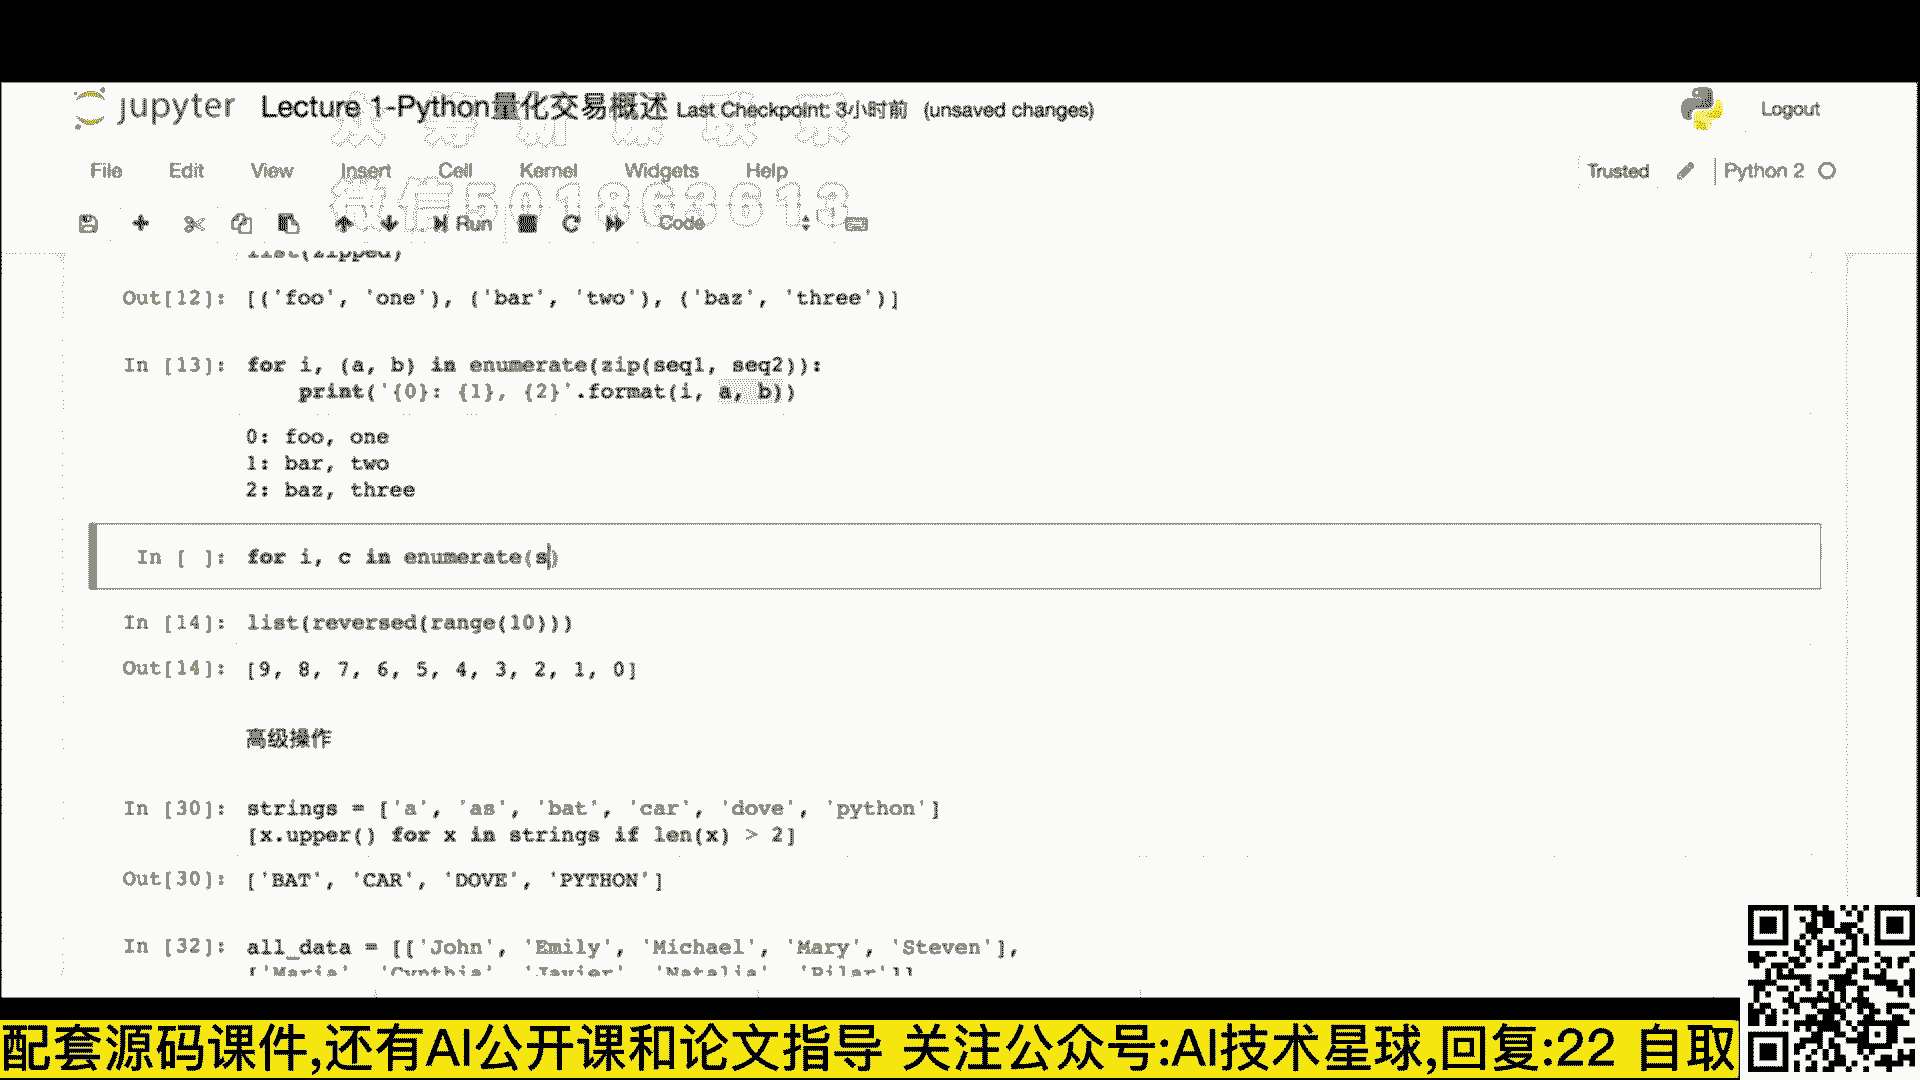 jupyter Lecture 1-Python量化交易概述 Last Checkpoint: 3小时前 (unsaved changes) Logout
File Edit View Insert Cell Kernel Widgets Help Trusted Python 2
微信501863613
Run Code
list(zipped)
Out[12]: [('foo', 'one'), ('bar', 'two'), ('baz', 'three')]
In [13]: for i, (a, b) in enumerate(zip(seq1, seq2)):
print('{0}: {1}, {2}'.format(i, a, b))
0: foo, one
1: bar, two
2: baz, three
In [ ]: for i, c in enumerate(s)
In [14]: list(reversed(range(10)))
Out[14]: [9, 8, 7, 6, 5, 4, 3, 2, 1, 0]
高级操作
In [30]: strings = ['a', 'as', 'bat', 'car', 'dove', 'python']
[x.upper() for x in strings if len(x) > 2]
Out[30]: ['BAT', 'CAR', 'DOVE', 'PYTHON']
In [32]: all_data = [['John', 'Emily', 'Michael', 'Mary', 'Steven'],
['Maria', 'Cynthia', 'Javier', 'Natalia', 'Pilar']]
配套源码课件,还有AI公开课和论文指导 关注公众号:AI技术星球,回复:22 自取